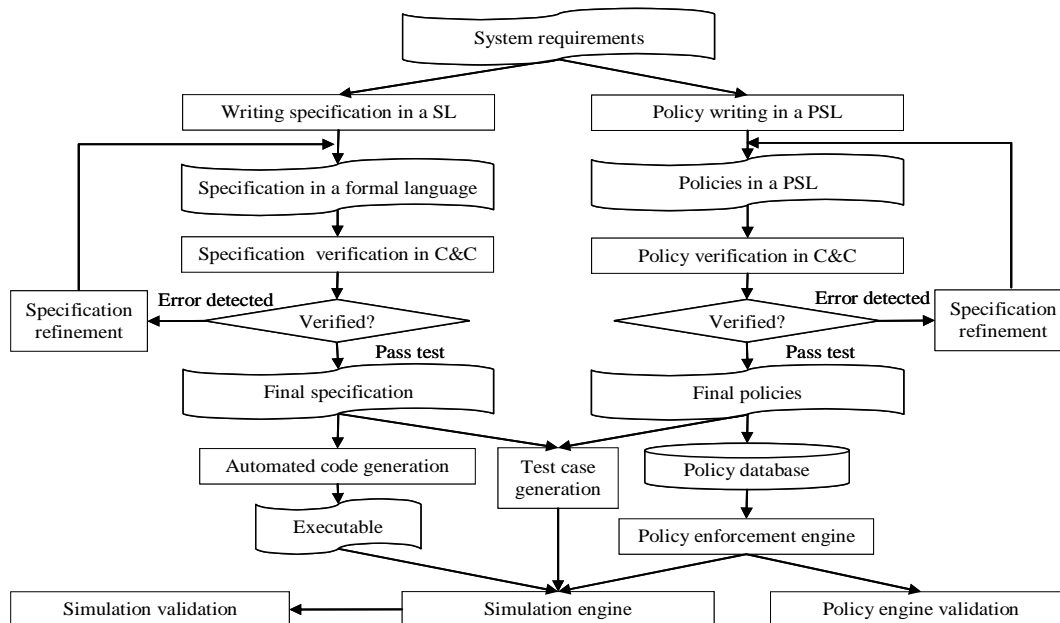 System requirements
Writing specification in a SL
Policy writing in a PSL
Specification in a formal language
Policies in a PSL
Specification verification in C&C
Policy verification in C&C
Error detected
Error detected
Specification
refinement
Verified?
Verified?
Specification
refinement
Pass test
Pass test
Final specification
Final policies
Automated code generation
Test case
generation
Policy database
Executable
Policy enforcement engine
Simulation validation
Simulation engine
Policy engine validation